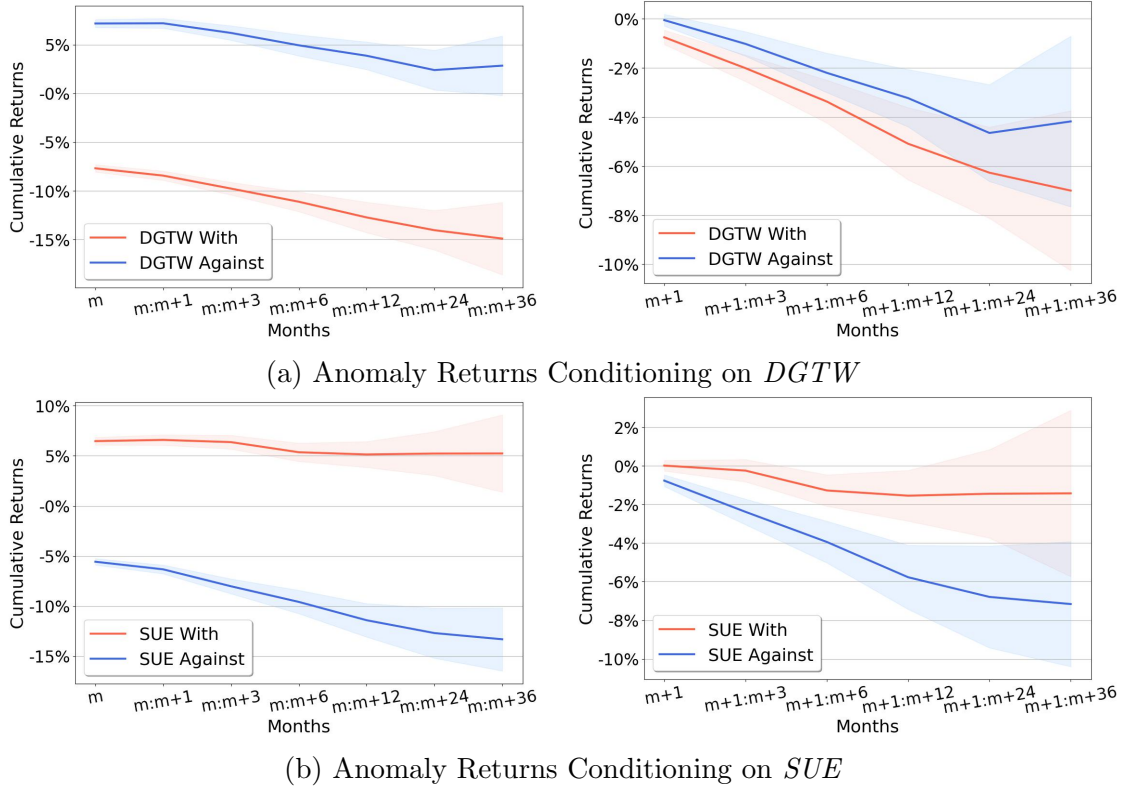 5%
-0%
-5%
-10%
-15%
Cumulative Returns
DGTW With
DGTW Against
m
m:m+1
m:m+3
m:m+6
m:m+12
m:m+24
m:m+36
Months
0%
-2%
-4%
-6%
-8%
-10%
Cumulative Returns
DGTW With
DGTW Against
m+1
m+1:m+3
m+1:m+6
m+1:m+12
m+1:m+24
m+1:m+36
Months
(a) Anomaly Returns Conditioning on DGTW
10%
5%
-0%
-5%
-10%
-15%
Cumulative Returns
SUE With
SUE Against
m
m:m+1
m:m+3
m:m+6
m:m+12
m:m+24
m:m+36
Months
2%
0%
-2%
-4%
-6%
-8%
-10%
Cumulative Returns
SUE With
SUE Against
m+1
m+1:m+3
m+1:m+6
m+1:m+12
m+1:m+24
m+1:m+36
Months
(b) Anomaly Returns Conditioning on SUE